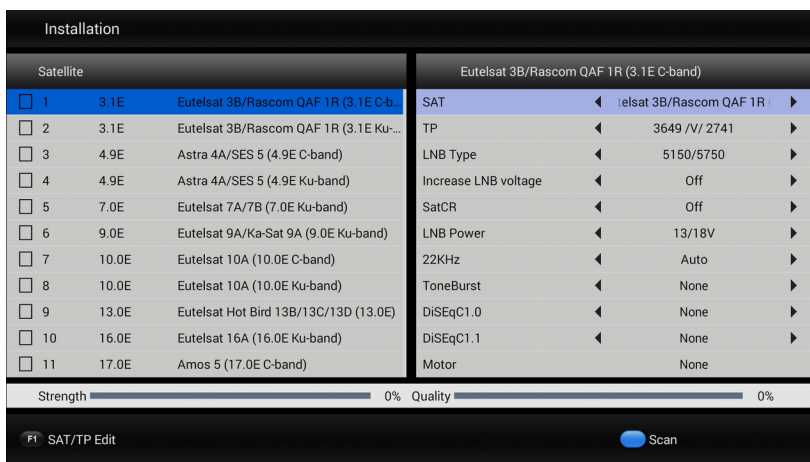 Installation
Satellite
1 3.1E Eutelsat 3B/Rascom QAF 1R (3.1E C-b...
2 3.1E Eutelsat 3B/Rascom QAF 1R (3.1E Ku-...
3 4.9E Astra 4A/SES 5 (4.9E C-band)
4 4.9E Astra 4A/SES 5 (4.9E Ku-band)
5 7.0E Eutelsat 7A/7B (7.0E Ku-band)
6 9.0E Eutelsat 9A/Ka-Sat 9A (9.0E Ku-band)
7 10.0E Eutelsat 10A (10.0E C-band)
8 10.0E Eutelsat 10A (10.0E Ku-band)
9 13.0E Eutelsat Hot Bird 13B/13C/13D (13.0E)
10 16.0E Eutelsat 16A (16.0E Ku-band)
11 17.0E Amos 5 (17.0E C-band)
Eutelsat 3B/Rascom QAF 1R (3.1E C-band)
SAT telsat 3B/Rascom QAF 1R
TP 3649 /V/ 2741
LNB Type 5150/5750
Increase LNB voltage Off
SatCR Off
LNB Power 13/18V
22KHz Auto
ToneBurst None
DiSEqC1.0 None
DiSEqC1.1 None
Motor None
Strength 0% Quality 0%
F1 SAT/TP Edit Scan